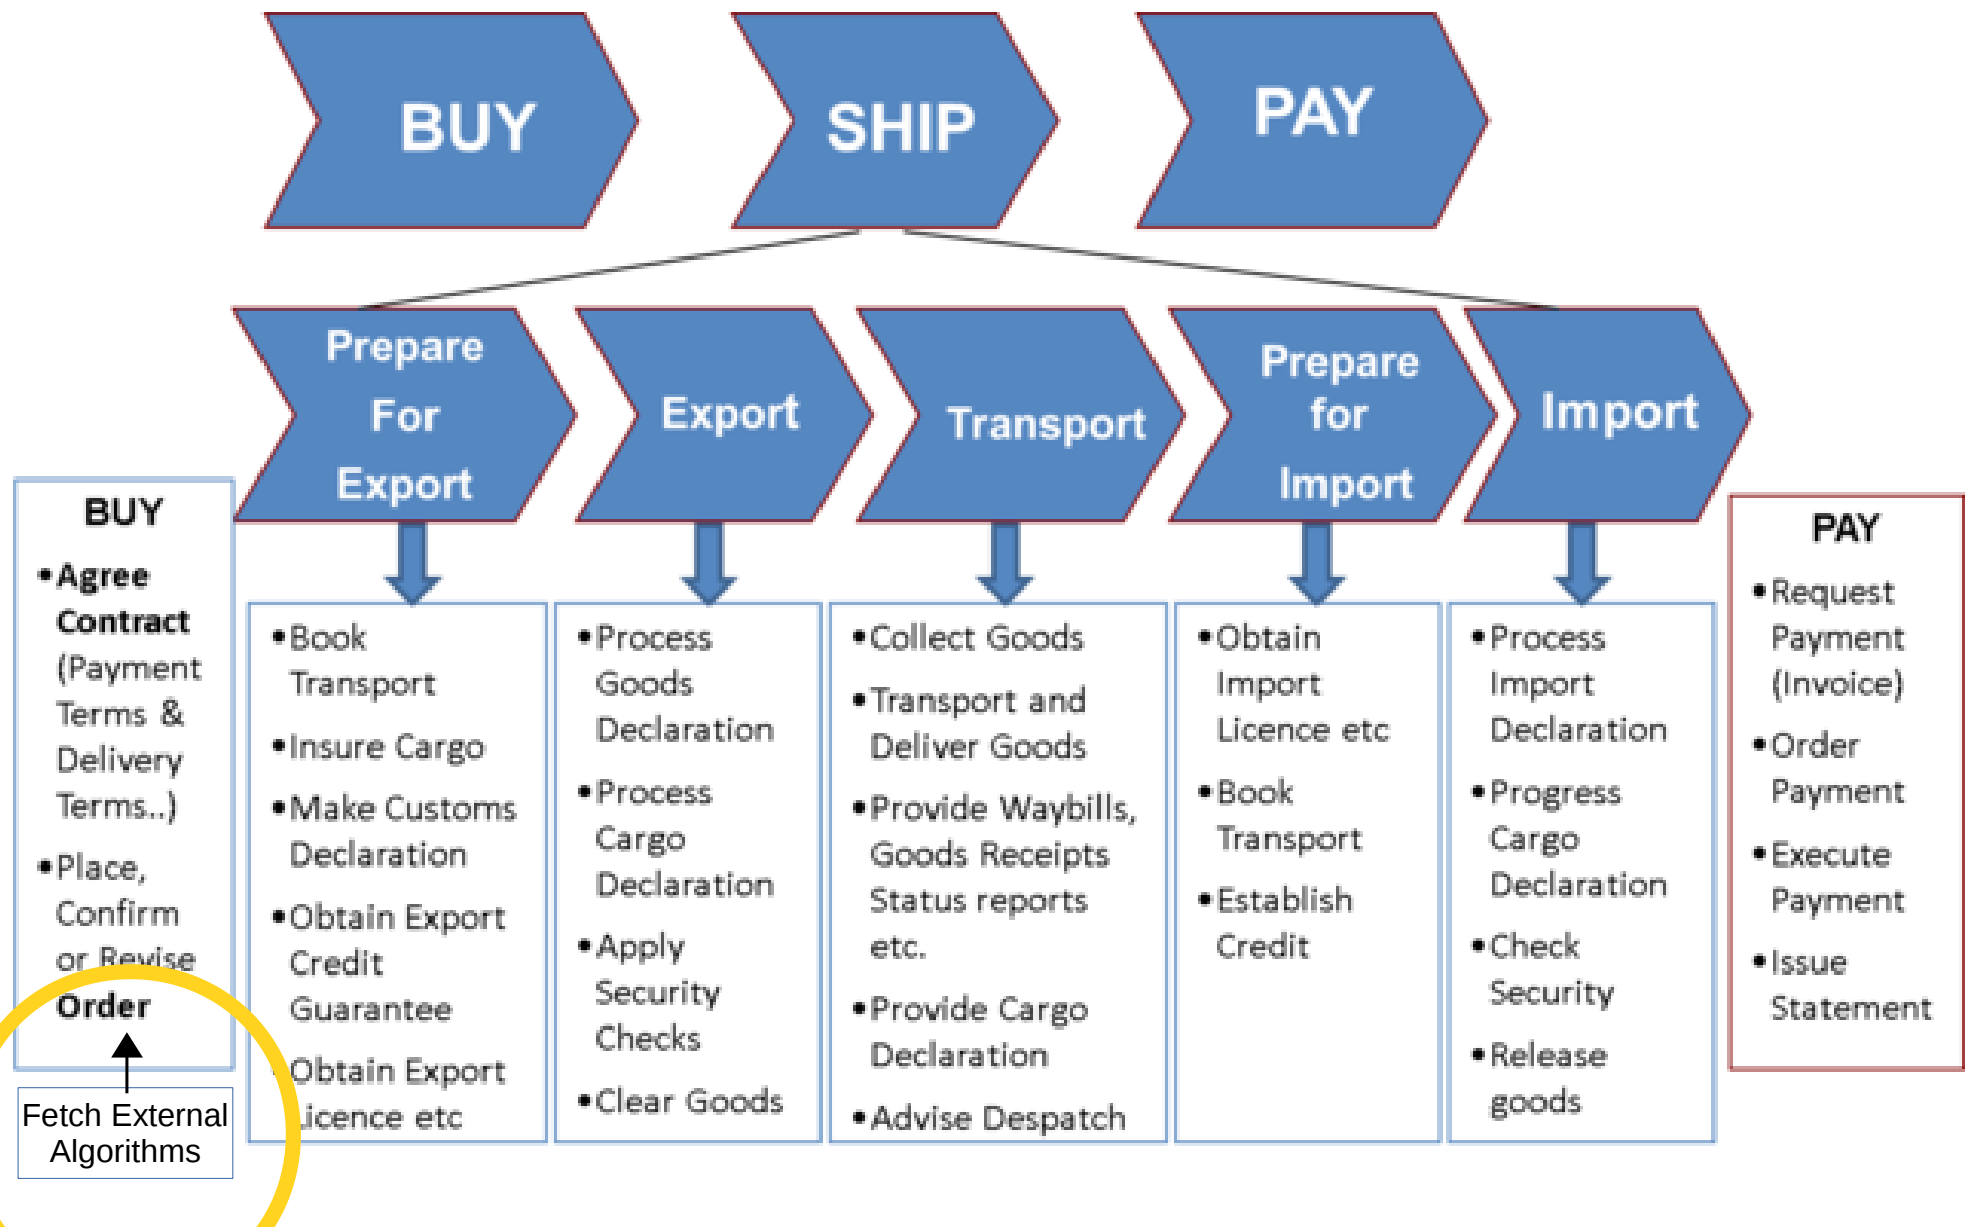 BUY
SHIP
PAY
Prepare
For
Export
Export
Transport
Prepare
for
Import
Import
BUY
•Agree
Contract
(Payment
Terms &
Delivery
Terms..)
•Place,
Confirm
or Revise
Order
Fetch External
Algorithms
•Book
Transport
•Insure Cargo
•Make Customs
Declaration
•Obtain Export
Credit
Guarantee
•Obtain Export
Licence etc
•Process
Goods
Declaration
•Process
Cargo
Declaration
•Apply
Security
Checks
•Clear Goods
•Collect Goods
•Transport and
Deliver Goods
•Provide Waybills,
Goods Receipts
Status reports
etc.
•Provide Cargo
Declaration
•Advise Despatch
•Obtain
Import
Licence etc
•Book
Transport
•Establish
Credit
•Process
Import
Declaration
•Progress
Cargo
Declaration
•Check
Security
•Release
goods
PAY
•Request
Payment
(Invoice)
•Order
Payment
•Execute
Payment
•Issue
Statement